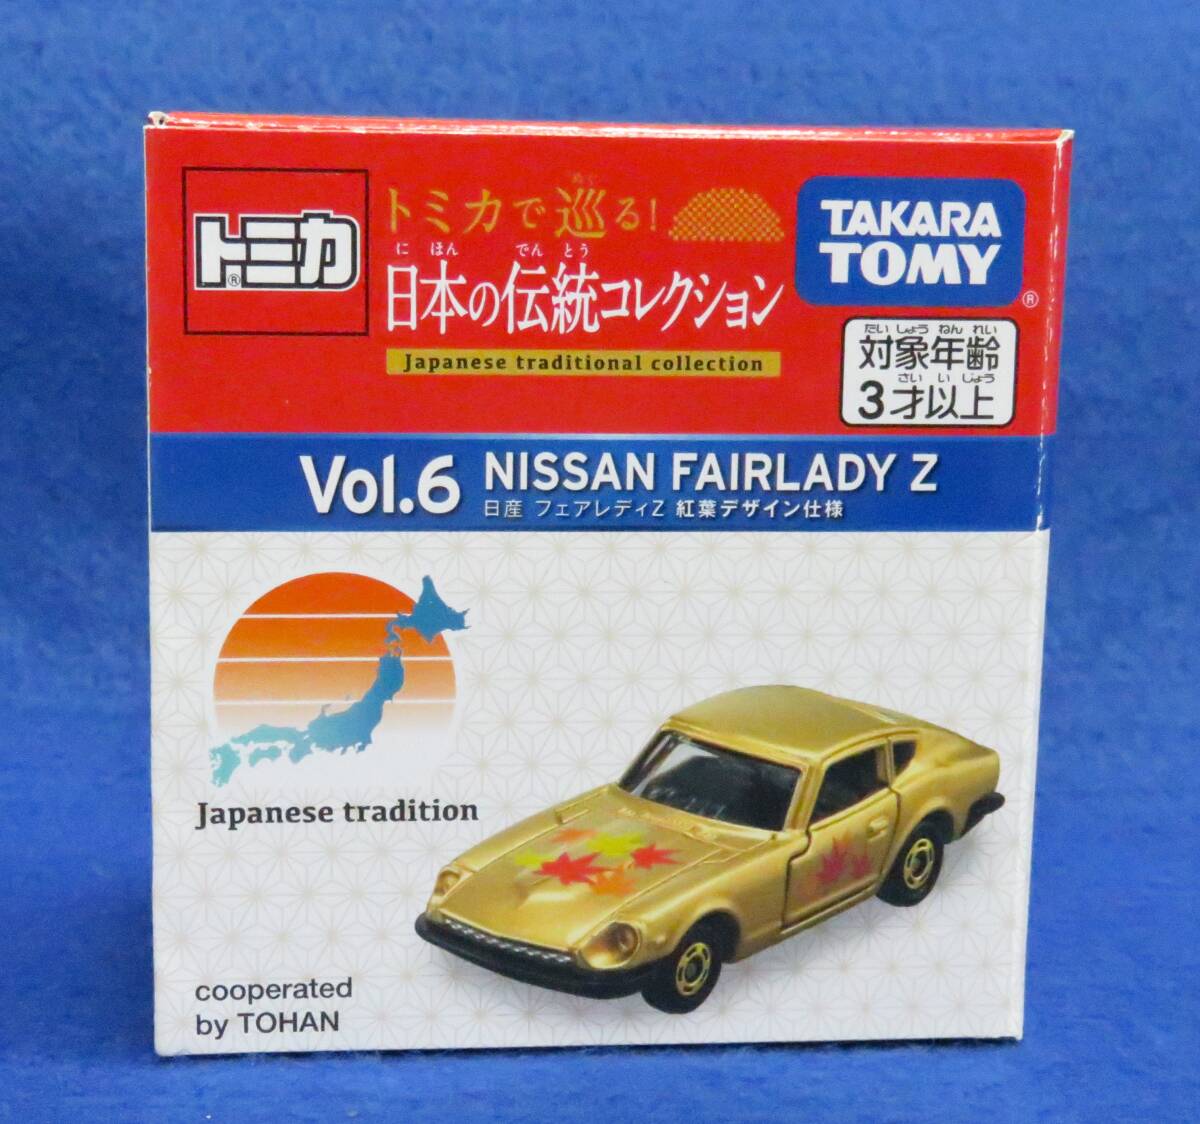 トミカ®
めぐ
トミカで巡る!
にほん でんとう
日本の伝統コレクション
Japanese traditional collection
TAKARA
TOMY®
たいしょうねんれい
対象年齢
さいいじょう
3才以上
Vol.6
NISSAN FAIRLADY Z
日産 フェアレディZ 紅葉デザイン仕様
Japanese tradition
cooperated
by TOHAN